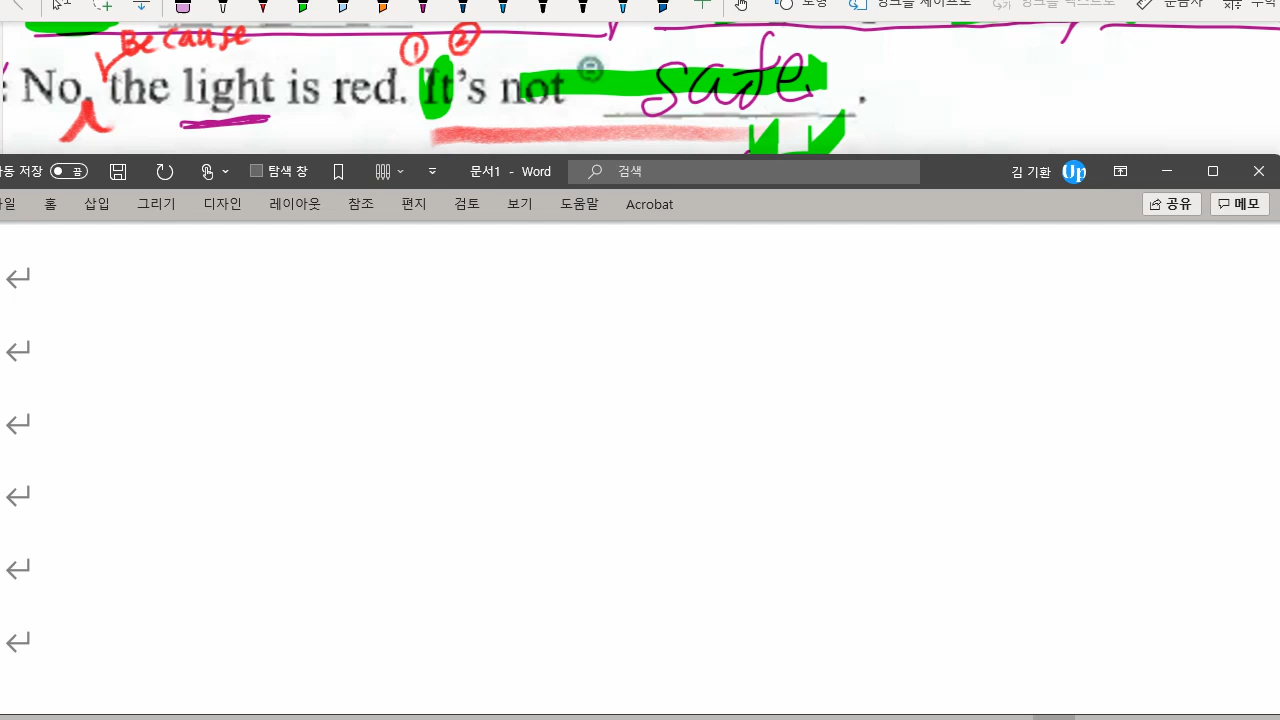 Because
① ②
No, the light is red. It's not safe.
자동 저장 끔 탐색 창 문서1 - Word 검색 김 기환 Up
파일 홈 삽입 그리기 디자인 레이아웃 참조 편지 검토 보기 도움말 Acrobat 공유 메모